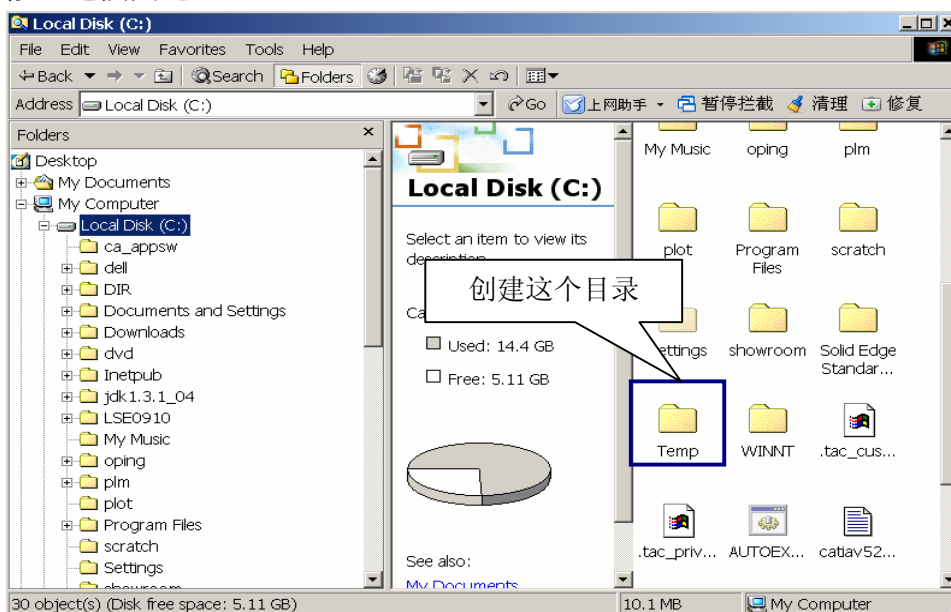 Local Disk (C:)
File Edit View Favorites Tools Help
Back Search Folders
Address Local Disk (C:) Go 上网助手 暂停拦截 清理 修复
Folders
Desktop
My Documents
My Computer
Local Disk (C:)
ca_appsw
dell
DIR
Documents and Settings
Downloads
dvd
Inetpub
jdk1.3.1_04
LSE0910
My Music
oping
plm
plot
Program Files
scratch
Settings
showroom
Local Disk (C:)
Select an item to view its
description.
创建这个目录
Used: 14.4 GB
Free: 5.11 GB
See also:
My Documents
My Music oping plm
plot Program Files scratch
Settings showroom Solid Edge Standar...
Temp WINNT .tac_cus...
.tac_priv... AUTOEX... catiav52...
30 object(s) (Disk free space: 5.11 GB) 10.1 MB My Computer